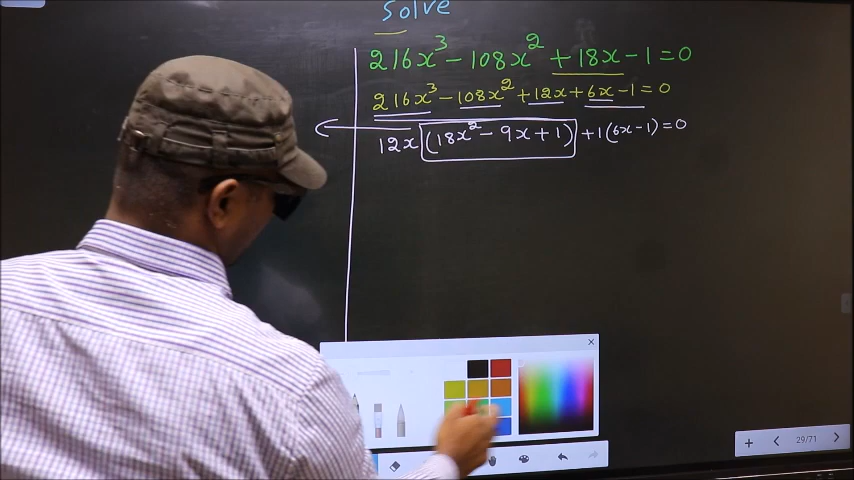 Solve
216x³ - 108x² + 18x - 1 = 0
216x³ - 108x² + 12x + 6x - 1 = 0
12x (18x² - 9x + 1) + 1 (6x - 1) = 0
29/71